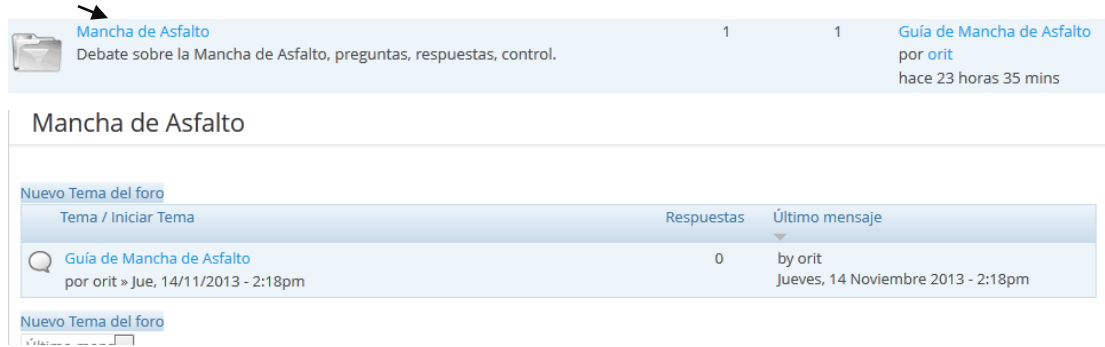 Mancha de Asfalto 1 1 Guía de Mancha de Asfalto
Debate sobre la Mancha de Asfalto, preguntas, respuestas, control. por orit
hace 23 horas 35 mins
Mancha de Asfalto
Nuevo Tema del foro
Tema / Iniciar Tema Respuestas Último mensaje
Guía de Mancha de Asfalto 0 by orit
por orit » Jue, 14/11/2013 - 2:18pm Jueves, 14 Noviembre 2013 - 2:18pm
Nuevo Tema del foro